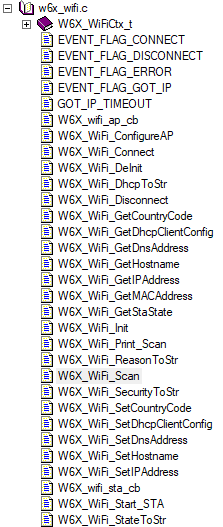 w6x_wifi.c
W6X_WiFiCtx_t
EVENT_FLAG_CONNECT
EVENT_FLAG_DISCONNECT
EVENT_FLAG_ERROR
EVENT_FLAG_GOT_IP
GOT_IP_TIMEOUT
W6X_wifi_ap_cb
W6X_WiFi_ConfigureAP
W6X_WiFi_Connect
W6X_WiFi_DeInit
W6X_WiFi_DhcpToStr
W6X_WiFi_Disconnect
W6X_WiFi_GetCountryCode
W6X_WiFi_GetDhcpClientConfig
W6X_WiFi_GetDnsAddress
W6X_WiFi_GetHostname
W6X_WiFi_GetIPAddress
W6X_WiFi_GetMACAddress
W6X_WiFi_GetStaState
W6X_WiFi_Init
W6X_WiFi_Print_Scan
W6X_WiFi_ReasonToStr
W6X_WiFi_Scan
W6X_WiFi_SecurityToStr
W6X_WiFi_SetCountryCode
W6X_WiFi_SetDhcpClientConfig
W6X_WiFi_SetDnsAddress
W6X_WiFi_SetHostname
W6X_WiFi_SetIPAddress
W6X_wifi_sta_cb
W6X_WiFi_Start_STA
W6X_WiFi_StateToStr